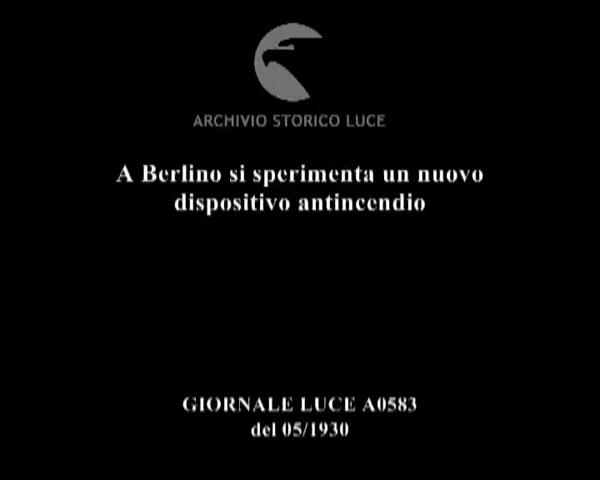 ARCHIVIO STORICO LUCE
A Berlino si sperimenta un nuovo
dispositivo antincendio
GIORNALE LUCE A0583
del 05/1930